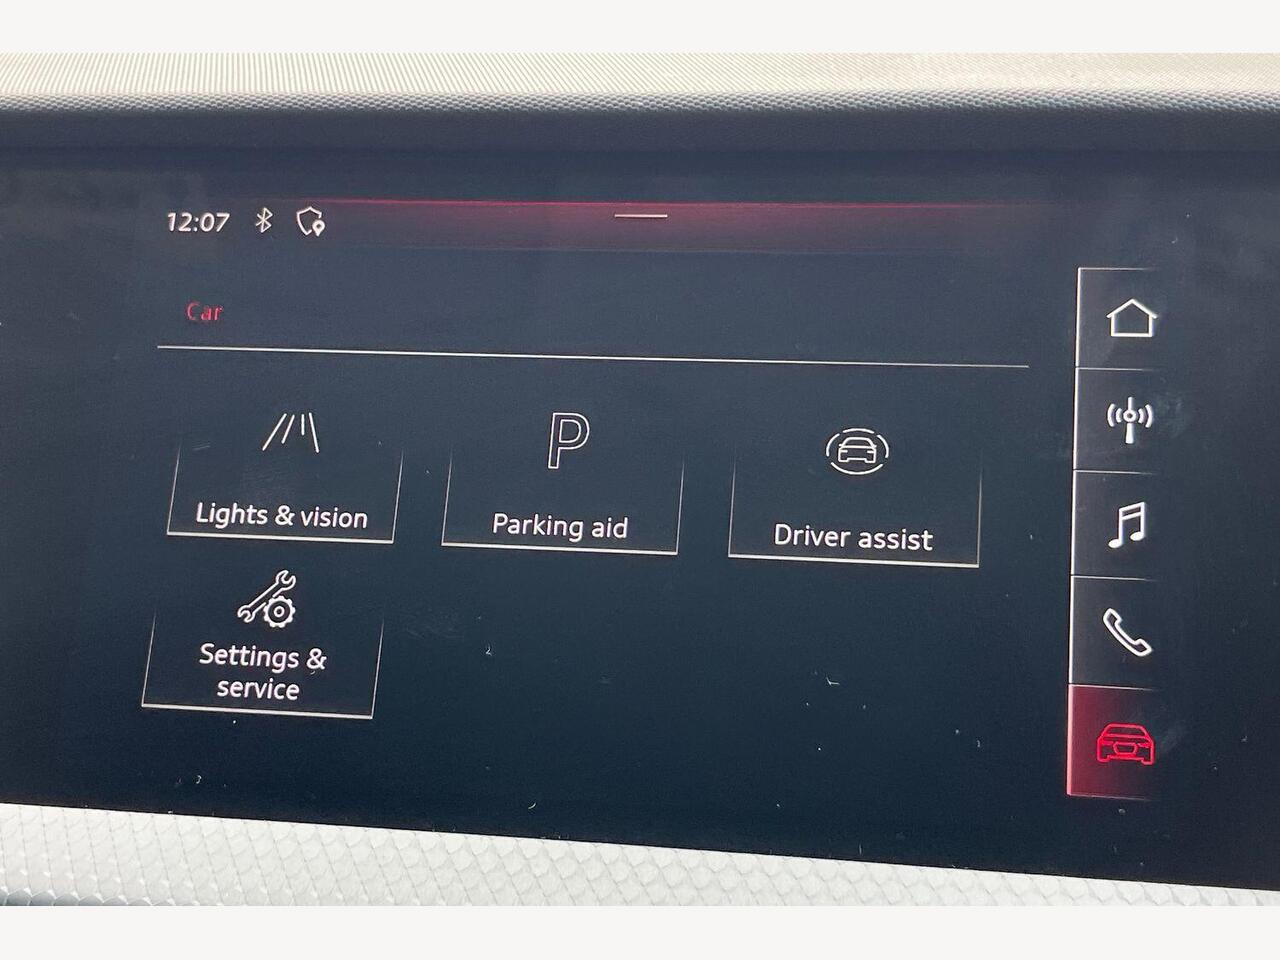 12:07
Car
Lights & vision
Parking aid
Driver assist
Settings &
service